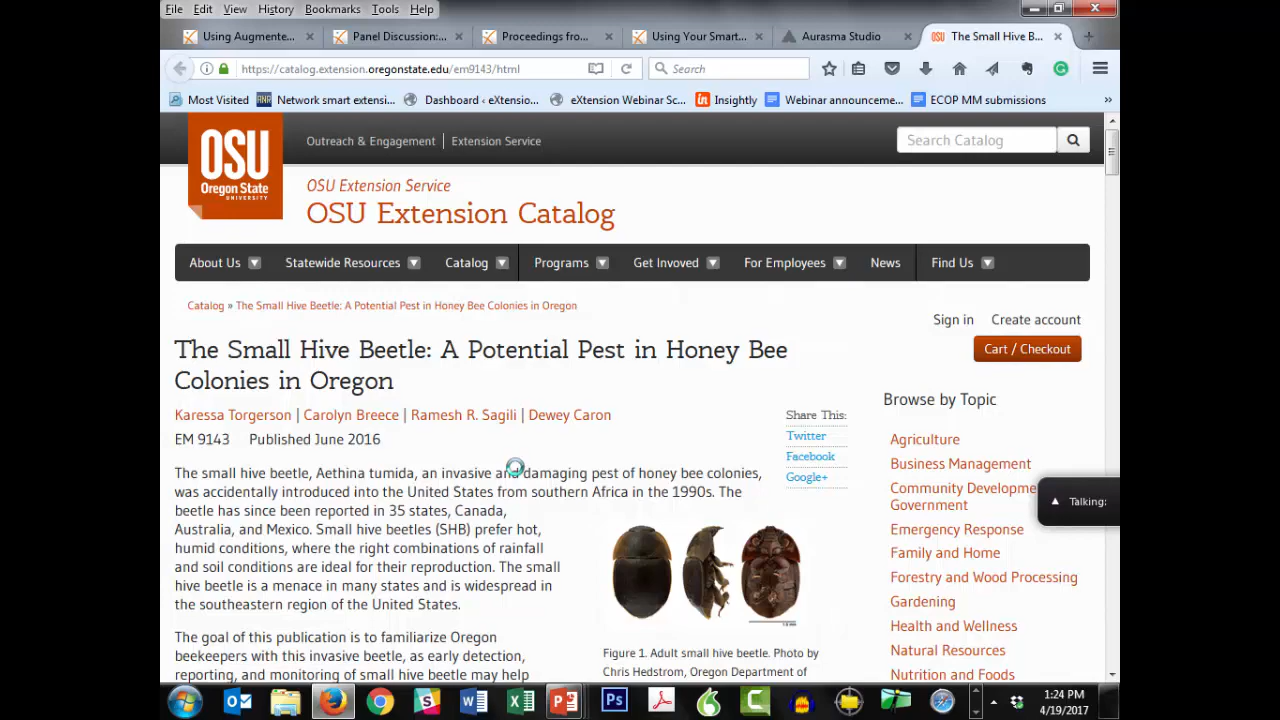 File Edit View History Bookmarks Tools Help
Using Augmente... Panel Discussion:... Proceedings fro... Using Your Smart... Aurasma Studio The Small Hive B...
https://catalog.extension.oregonstate.edu/em9143/html Search
Most Visited Network smart extensi... Dashboard ‹ eXtensio... eXtension Webinar Sc... Insightly Webinar announceme... ECOP MM submissions »
OSU
Oregon State
UNIVERSITY
Outreach & Engagement | Extension Service
Search Catalog
OSU Extension Service
OSU Extension Catalog
About Us Statewide Resources Catalog Programs Get Involved For Employees News Find Us
Catalog » The Small Hive Beetle: A Potential Pest in Honey Bee Colonies in Oregon
Sign in Create account
Cart / Checkout
The Small Hive Beetle: A Potential Pest in Honey Bee
Colonies in Oregon
Karessa Torgerson | Carolyn Breece | Ramesh R. Sagili | Dewey Caron
EM 9143 Published June 2016
Share This:
Twitter
Facebook
Google+
The small hive beetle, Aethina tumida, an invasive and damaging pest of honey bee colonies,
was accidentally introduced into the United States from southern Africa in the 1990s. The
beetle has since been reported in 35 states, Canada,
Australia, and Mexico. Small hive beetles (SHB) prefer hot,
humid conditions, where the right combinations of rainfall
and soil conditions are ideal for their reproduction. The small
hive beetle is a menace in many states and is widespread in
the southeastern region of the United States.
The goal of this publication is to familiarize Oregon
beekeepers with this invasive beetle, as early detection,
reporting, and monitoring of small hive beetle may help
Figure 1. Adult small hive beetle. Photo by
Chris Hedstrom, Oregon Department of
Browse by Topic
Agriculture
Business Management
Community Developme
Government
Emergency Response
Family and Home
Forestry and Wood Processing
Gardening
Health and Wellness
Natural Resources
Nutrition and Foods
Talking:
1:24 PM
4/19/2017